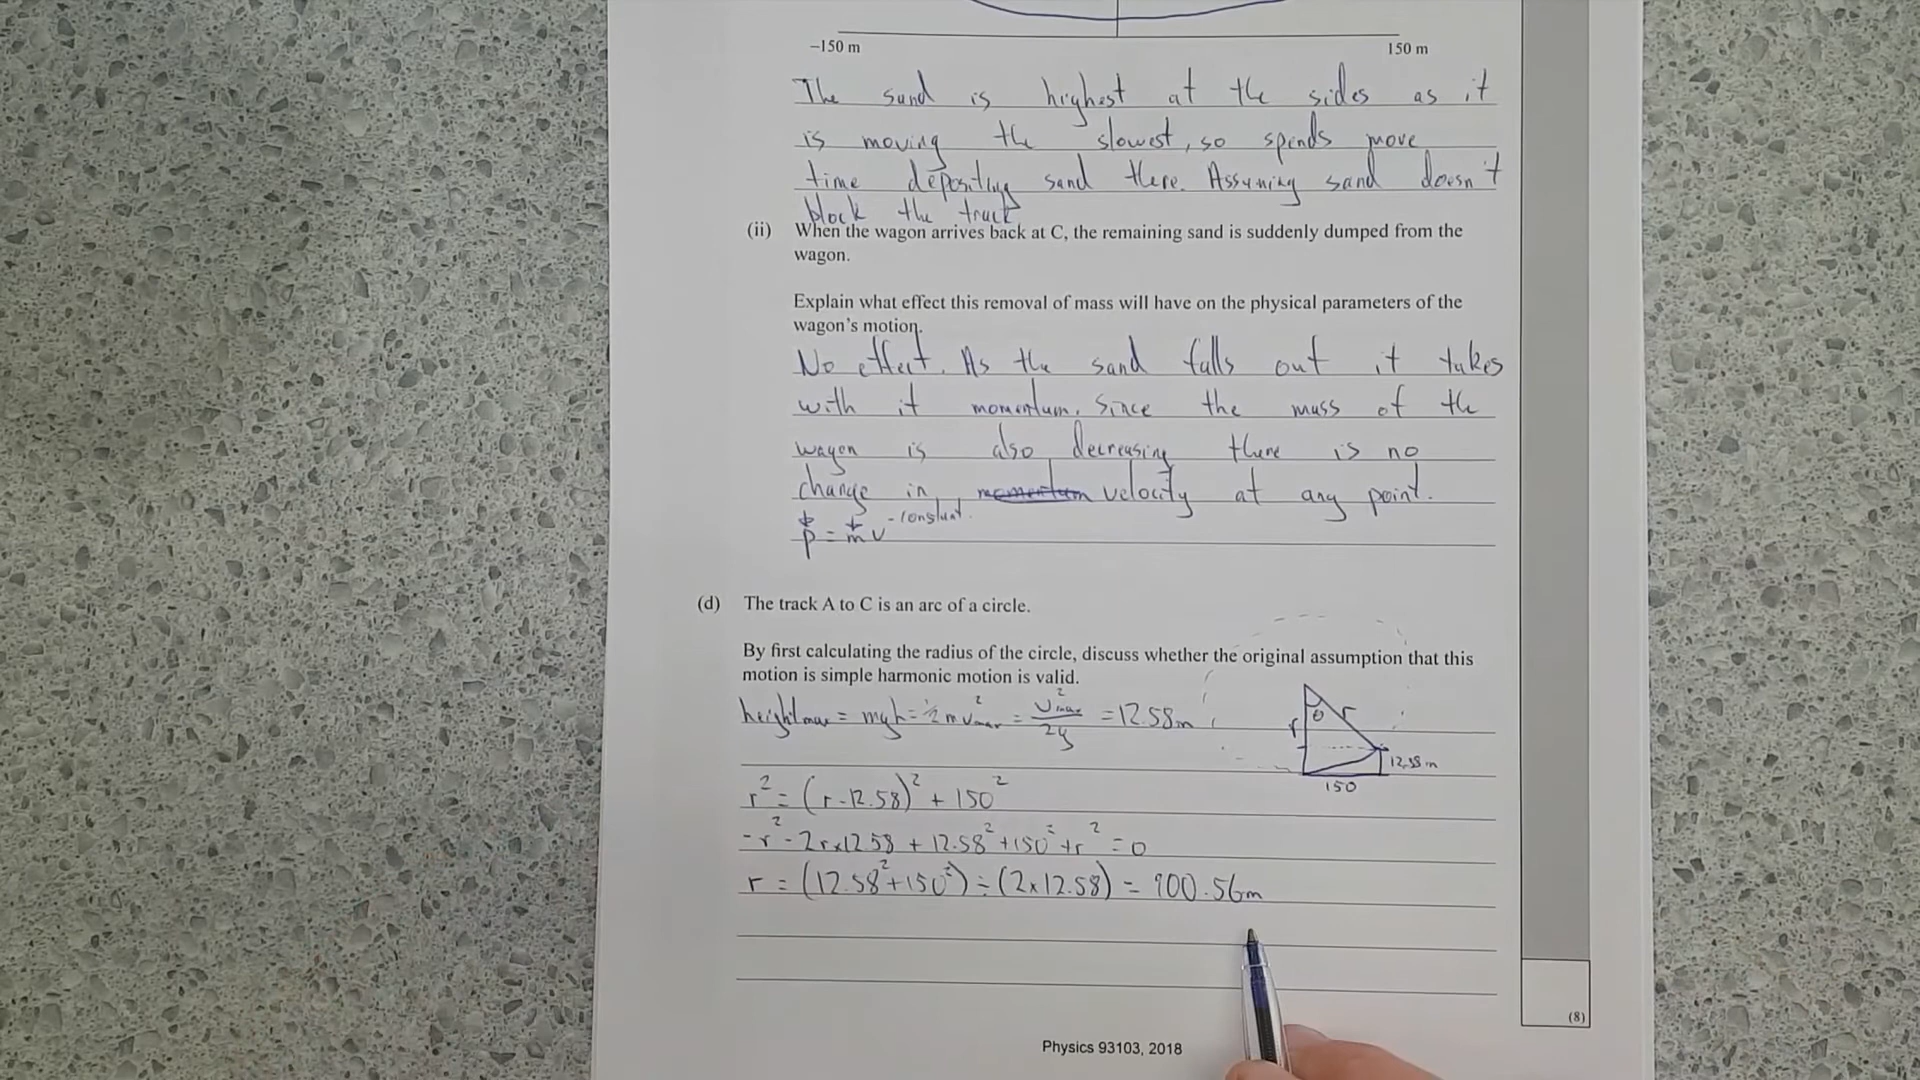 -150 m 150 m
The sand is highest at the sides as it
is moving the slowest, so spends more
time depositing sand there. Assuming sand doesn't
block the track
(ii) When the wagon arrives back at C, the remaining sand is suddenly dumped from the
wagon.
Explain what effect this removal of mass will have on the physical parameters of the
wagon's motion.
No effect. As the sand falls out it takes
with it momentum. Since the mass of the
wagon is also decreasing there is no
change in momentum velocity at any point.
↓p = ↓m v - constant.
(d) The track A to C is an arc of a circle.
By first calculating the radius of the circle, discuss whether the original assumption that this
motion is simple harmonic motion is valid.
height max = mgh = ½ m v²max = v²max / 2g = 12.58m
θ r
r
12.58 m
150
r² = (r - 12.58)² + 150²
-r² - 2r×12.58 + 12.58² + 150² + r² = 0
r = (12.58² + 150²) ÷ (2×12.58) = 900.56m
(8)
Physics 93103, 2018